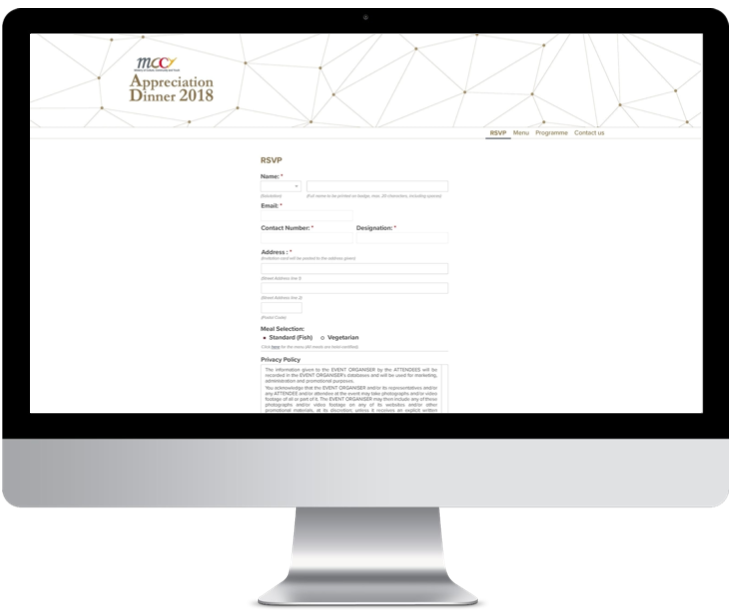 mccy
Appreciation
Dinner 2018
RSVP Menu Programme Contact us
RSVP
Name: *
(Salutation) (Full name to be printed on badge, max. 25 characters, including spaces)
Email: *
Contact Number: * Designation: *
Address : *
(Invitation card will be posted to the address given)
(Street Address line 1)
(Street Address line 2)
(Postal Code)
Meal Selection:
Standard (Fish) Vegetarian
Click here for the menu (All meals are halal-certified)
Privacy Policy
The information given to the EVENT ORGANISER by the ATTENDEES will be
recorded in the EVENT ORGANISER's databases and will be used for marketing,
administration and promotional purposes.
You acknowledge that the EVENT ORGANISER and/or its representatives and/or
any ATTENDEE and/or attendee at the event may take photographs and/or video
footage of all or part of it. The EVENT ORGANISER may then include any of these
photographs and/or video footage on any of its websites and/or other
promotional materials, at its discretion, unless it receives an explicit written